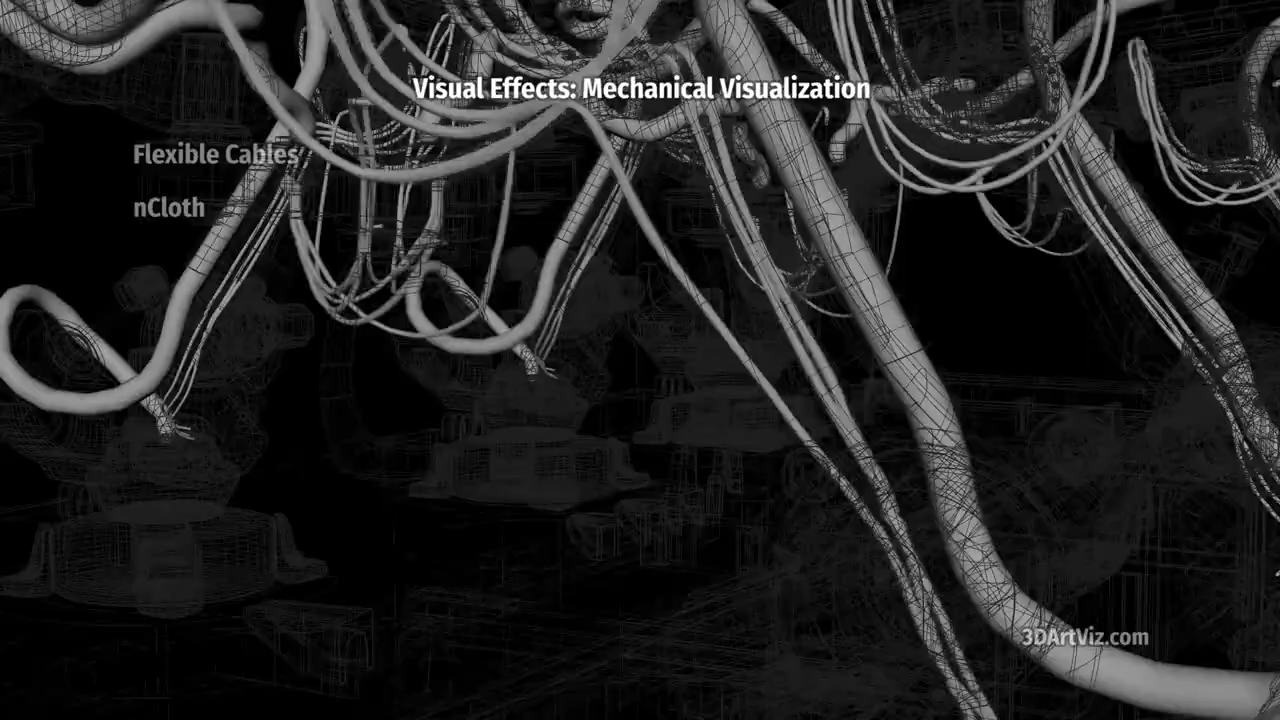 Visual Effects: Mechanical Visualization
Flexible Cables
nCloth
3DArtViz.com